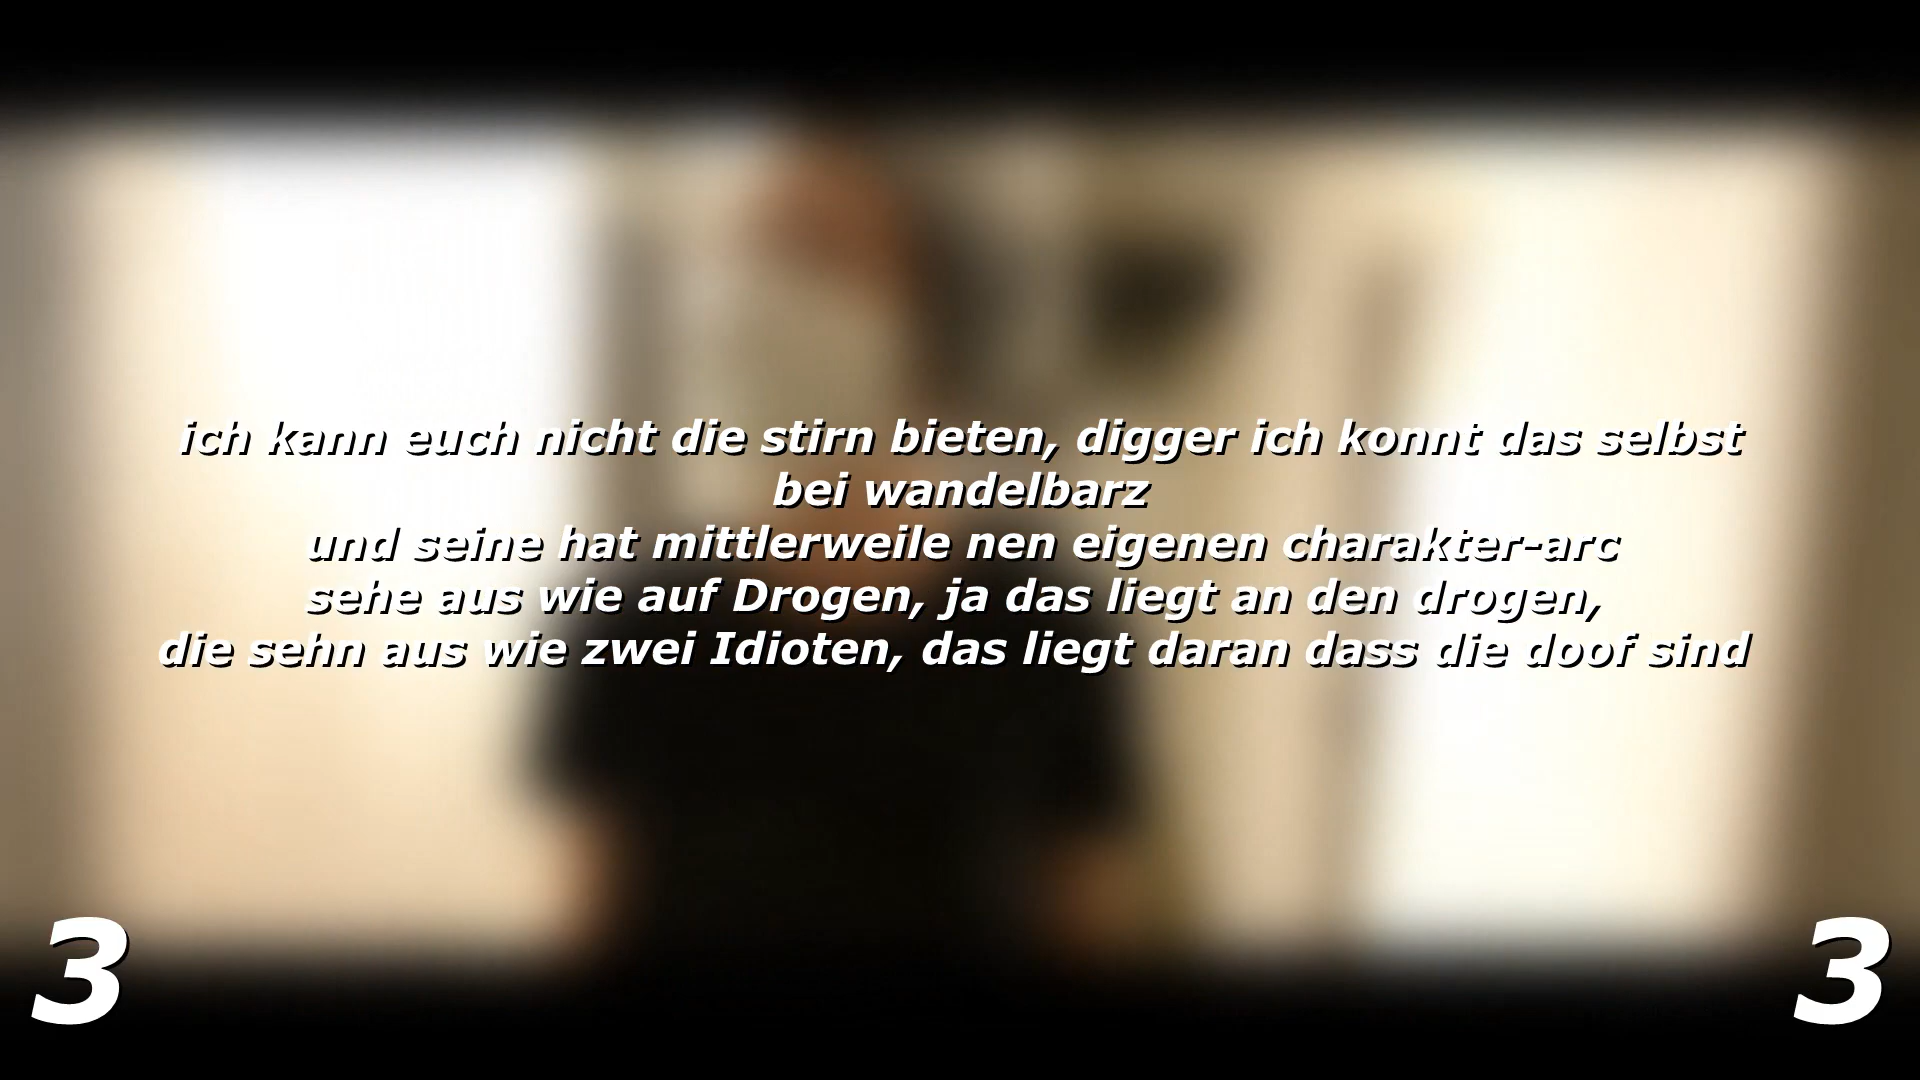 ich kann euch nicht die stirn bieten, digger ich konnt das selbst
bei wandelbarz
und seine hat mittlerweile nen eigenen charakter-arc
sehe aus wie auf Drogen, ja das liegt an den drogen,
die sehn aus wie zwei Idioten, das liegt daran dass die doof sind
3
3